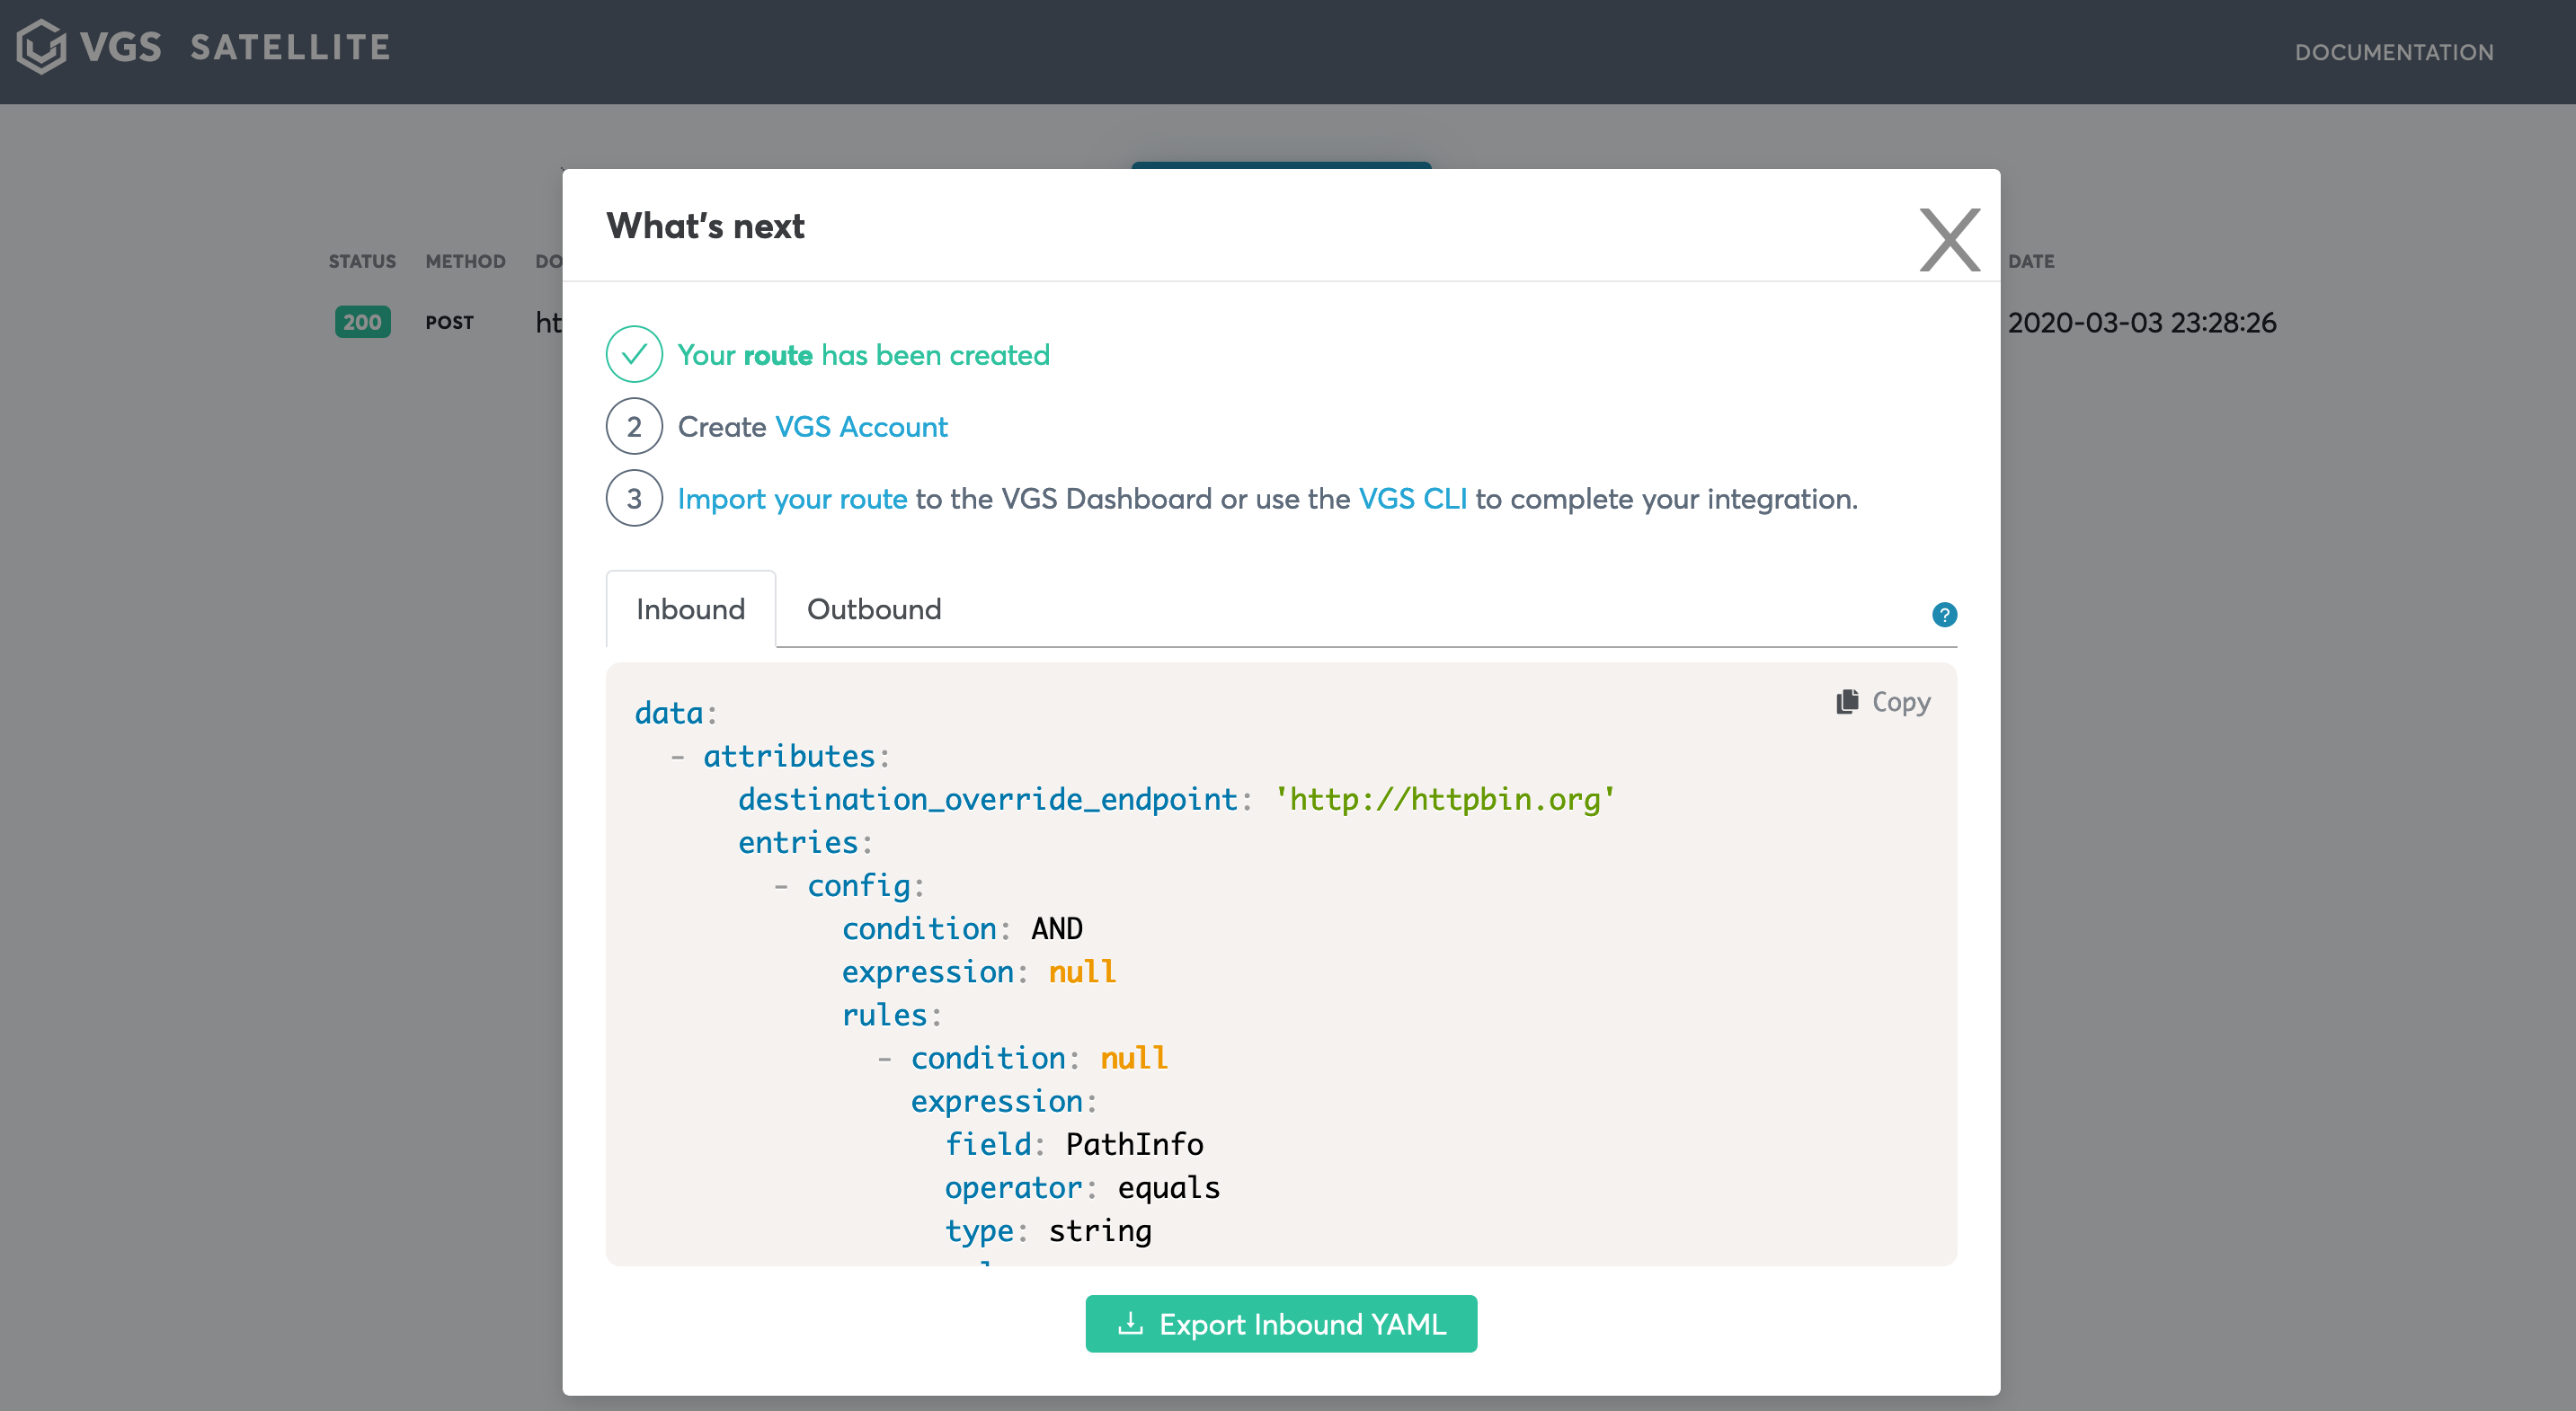 VGS SATELLITE
DOCUMENTATION
What's next
STATUS METHOD DATE
200 POST 2020-03-03 23:28:26
Your route has been created
2 Create VGS Account
3 Import your route to the VGS Dashboard or use the VGS CLI to complete your integration.
Inbound Outbound ?
Copy
data:
- attributes:
destination_override_endpoint: 'http://httpbin.org'
entries:
- config:
condition: AND
expression: null
rules:
- condition: null
expression:
field: PathInfo
operator: equals
type: string
Export Inbound YAML